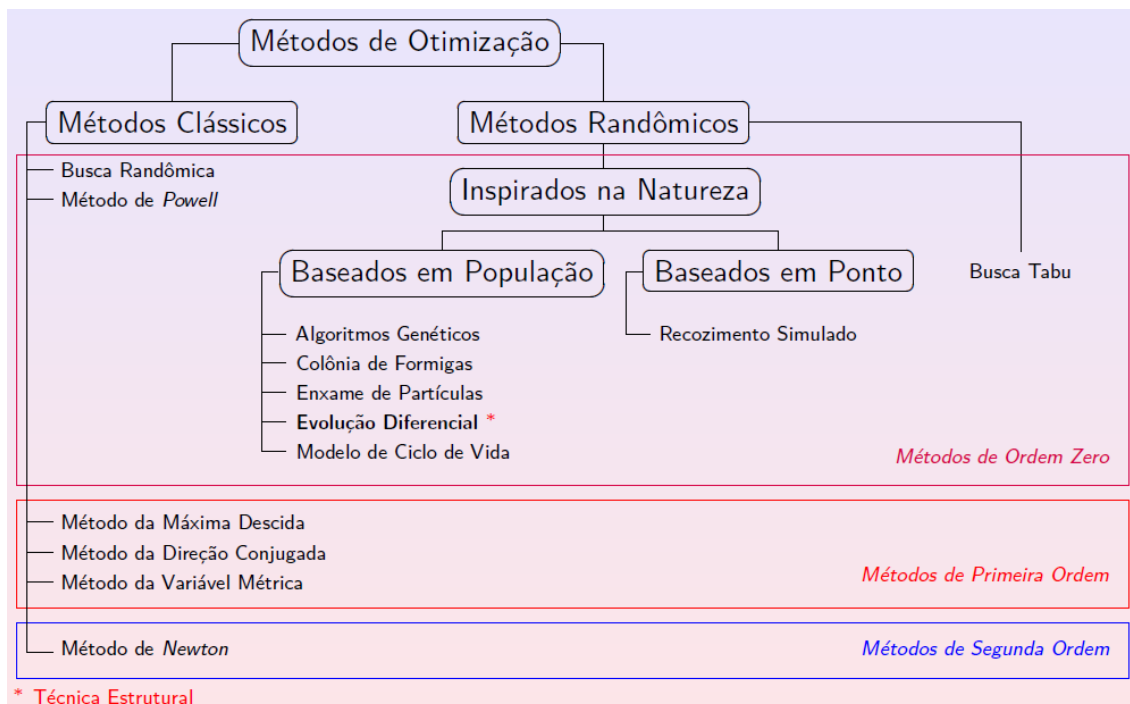 Métodos de Otimização
Métodos Clássicos
Métodos Randômicos
Busca Randômica
Método de Powell
Inspirados na Natureza
Baseados em População
Baseados em Ponto
Busca Tabu
Algoritmos Genéticos
Recozimento Simulado
Colônia de Formigas
Enxame de Partículas
Evolução Diferencial *
Modelo de Ciclo de Vida
Métodos de Ordem Zero
Método da Máxima Descida
Método da Direção Conjugada
Método da Variável Métrica
Métodos de Primeira Ordem
Método de Newton
Métodos de Segunda Ordem
* Técnica Estrutural